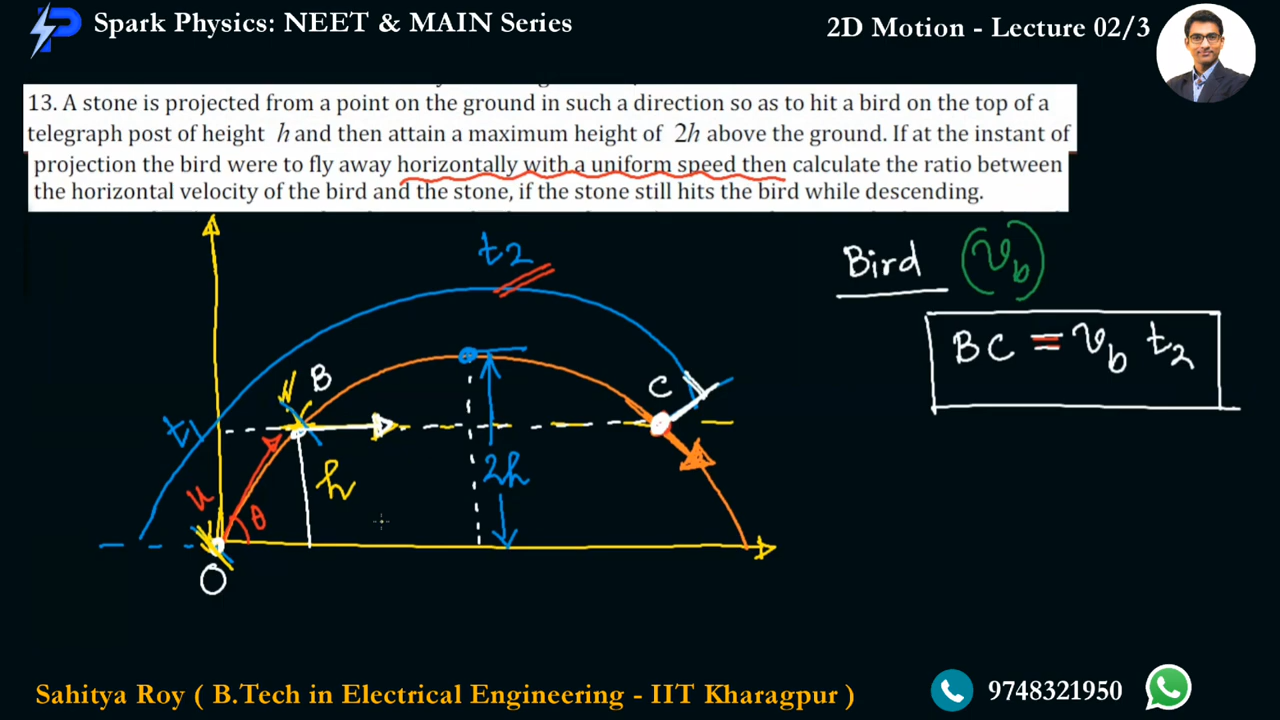 Spark Physics: NEET & MAIN Series
2D Motion - Lecture 02/3
13. A stone is projected from a point on the ground in such a direction so as to hit a bird on the top of a
telegraph post of height h and then attain a maximum height of 2h above the ground. If at the instant of
projection the bird were to fly away horizontally with a uniform speed then calculate the ratio between
the horizontal velocity of the bird and the stone, if the stone still hits the bird while descending.
t2
Bird (vb)
BC = vb t2
B
C
t1
h
2h
u
θ
O
Sahitya Roy ( B.Tech in Electrical Engineering - IIT Kharagpur )
9748321950